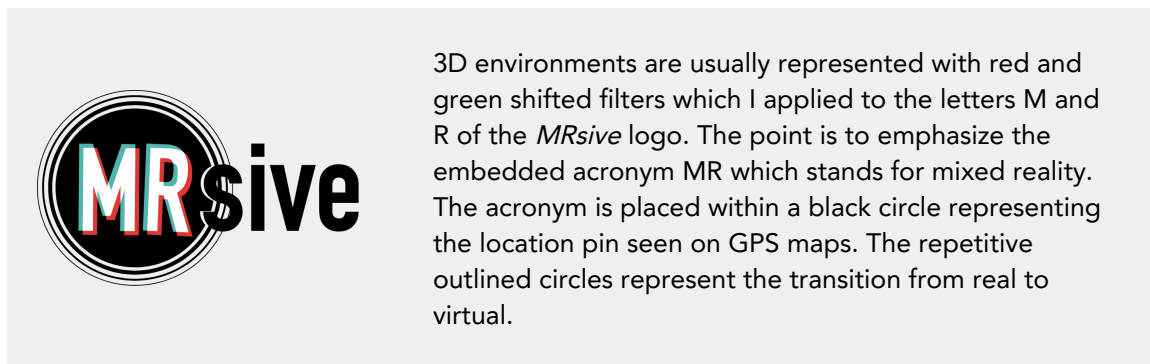 MRsive
3D environments are usually represented with red and
green shifted filters which I applied to the letters M and
R of the MRsive logo. The point is to emphasize the
embedded acronym MR which stands for mixed reality.
The acronym is placed within a black circle representing
the location pin seen on GPS maps. The repetitive
outlined circles represent the transition from real to
virtual.